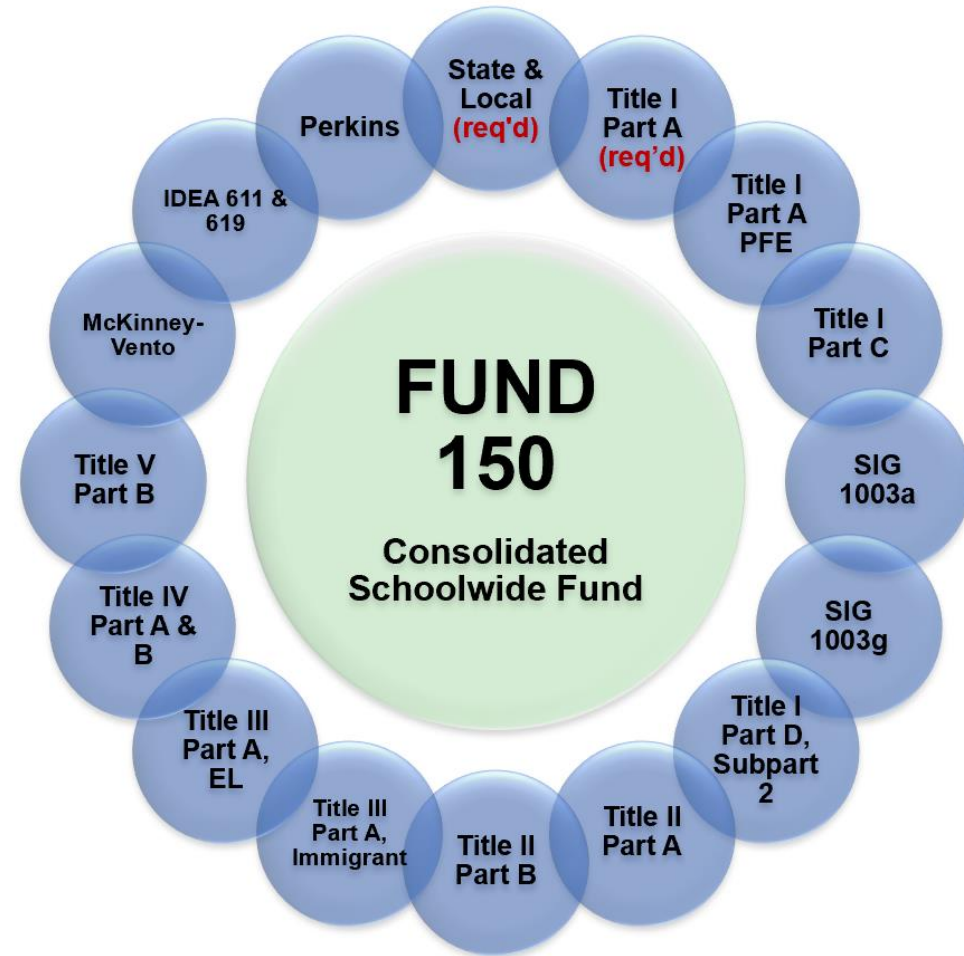 State &
Local
(req'd)
Title I
Part A
(req’d)
Title I
Part A
PFE
Title I
Part C
SIG
1003a
SIG
1003g
Title I
Part D,
Subpart
2
Title II
Part A
Title II
Part B
Title III
Part A,
Immigrant
Title III
Part A,
EL
Title IV
Part A &
B
Title V
Part B
McKinney-
Vento
IDEA 611 &
619
Perkins
FUND
150
Consolidated
Schoolwide Fund